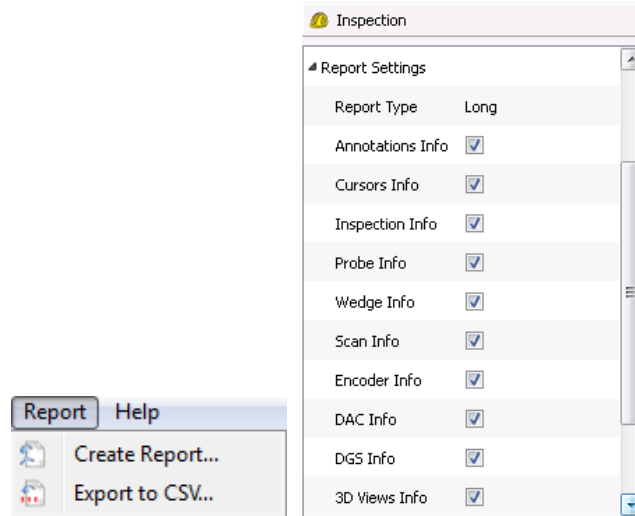 Inspection
Report Settings
Report Type Long
Annotations Info
Cursors Info
Inspection Info
Probe Info
Wedge Info
Scan Info
Encoder Info
DAC Info
DGS Info
3D Views Info
Report Help
Create Report...
Export to CSV...